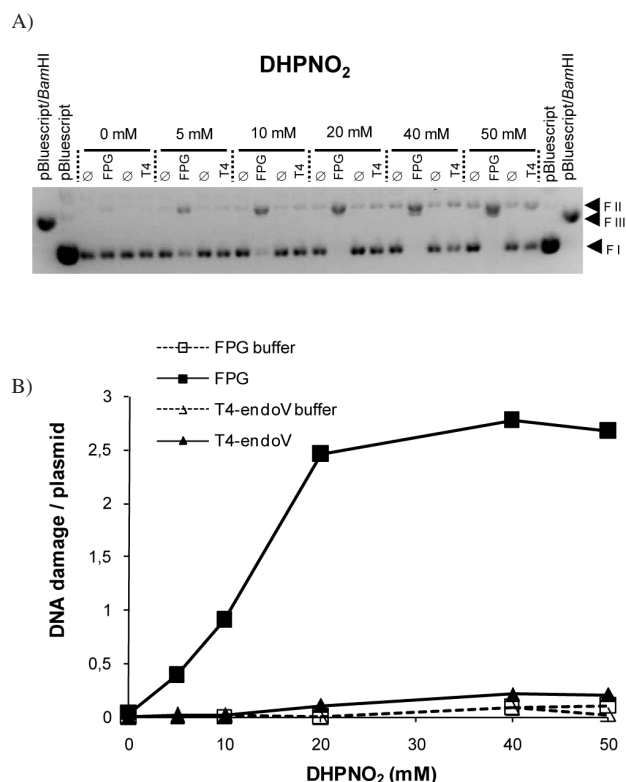 A)
DHPNO2
pBluescript/BamHI
pBluescript
0 mM
5 mM
10 mM
20 mM
40 mM
50 mM
∅ FPG ∅ T4
∅ FPG ∅ T4
∅ FPG ∅ T4
∅ FPG ∅ T4
∅ FPG ∅ T4
∅ FPG ∅ T4
pBluescript
pBluescript/BamHI
F II
F III
F I
B)
FPG buffer
FPG
T4-endoV buffer
T4-endoV
DNA damage / plasmid
3
2,5
2
1,5
1
0,5
0
0 10 20 30 40 50
DHPNO2 (mM)